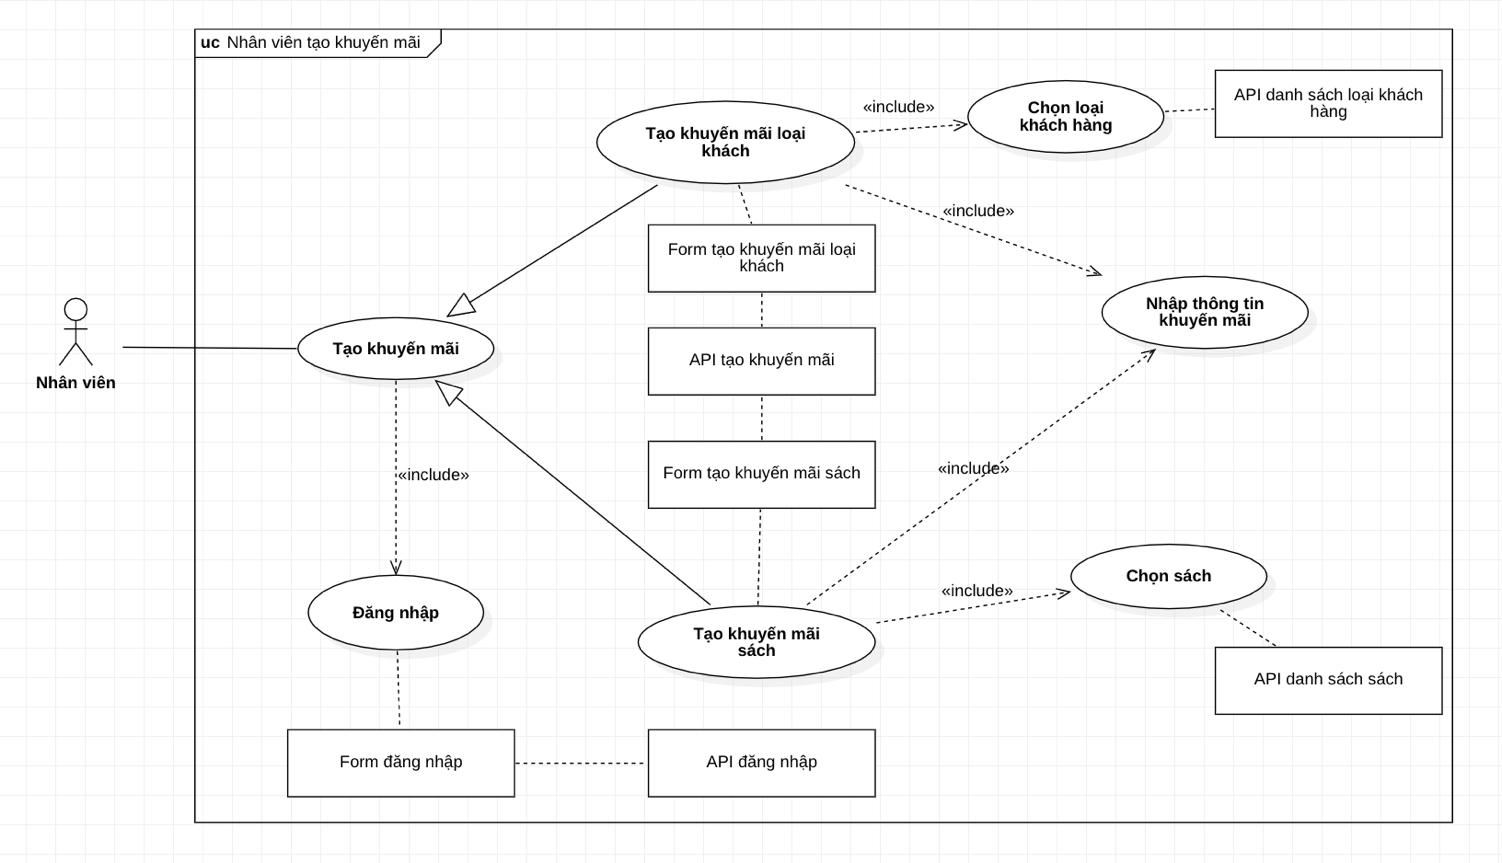 uc Nhân viên tạo khuyến mãi
«include»
Chọn loại
khách hàng
API danh sách loại khách
hàng
Tạo khuyến mãi loại
khách
«include»
Form tạo khuyến mãi loại
khách
Nhập thông tin
khuyến mãi
Tạo khuyến mãi
API tạo khuyến mãi
Nhân viên
«include»
Form tạo khuyến mãi sách
«include»
«include»
Chọn sách
Đăng nhập
Tạo khuyến mãi
sách
API danh sách sách
Form đăng nhập
API đăng nhập